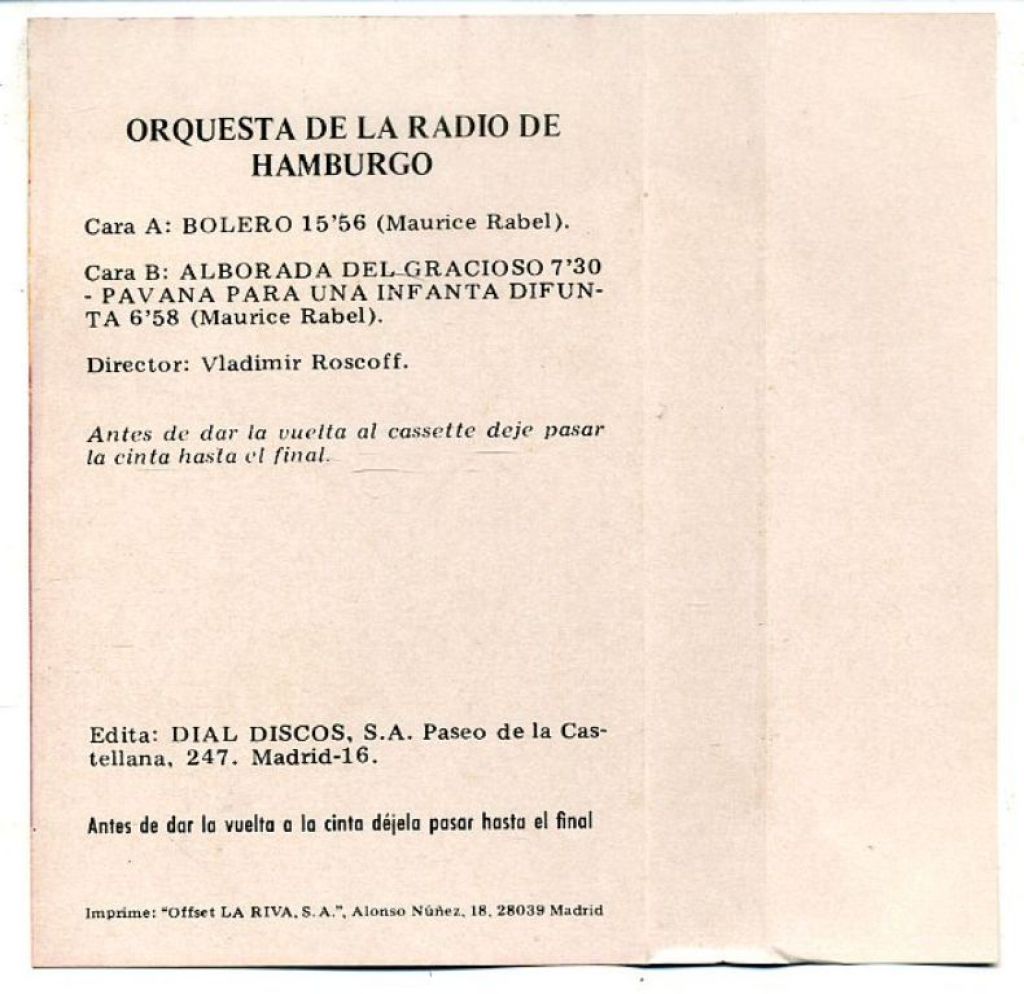 ORQUESTA DE LA RADIO DE
HAMBURGO
Cara A: BOLERO 15'56 (Maurice Rabel).
Cara B: ALBORADA DEL GRACIOSO 7'30
- PAVANA PARA UNA INFANTA DIFUN-
TA 6'58 (Maurice Rabel).
Director: Vladimir Roscoff.
Antes de dar la vuelta al cassette deje pasar
la cinta hasta el final.
Edita: DIAL DISCOS, S.A. Paseo de la Cas-
tellana, 247. Madrid-16.
Antes de dar la vuelta a la cinta déjela pasar hasta el final
Imprime: "Offset LA RIVA, S.A.", Alonso Núñez, 18, 28039 Madrid